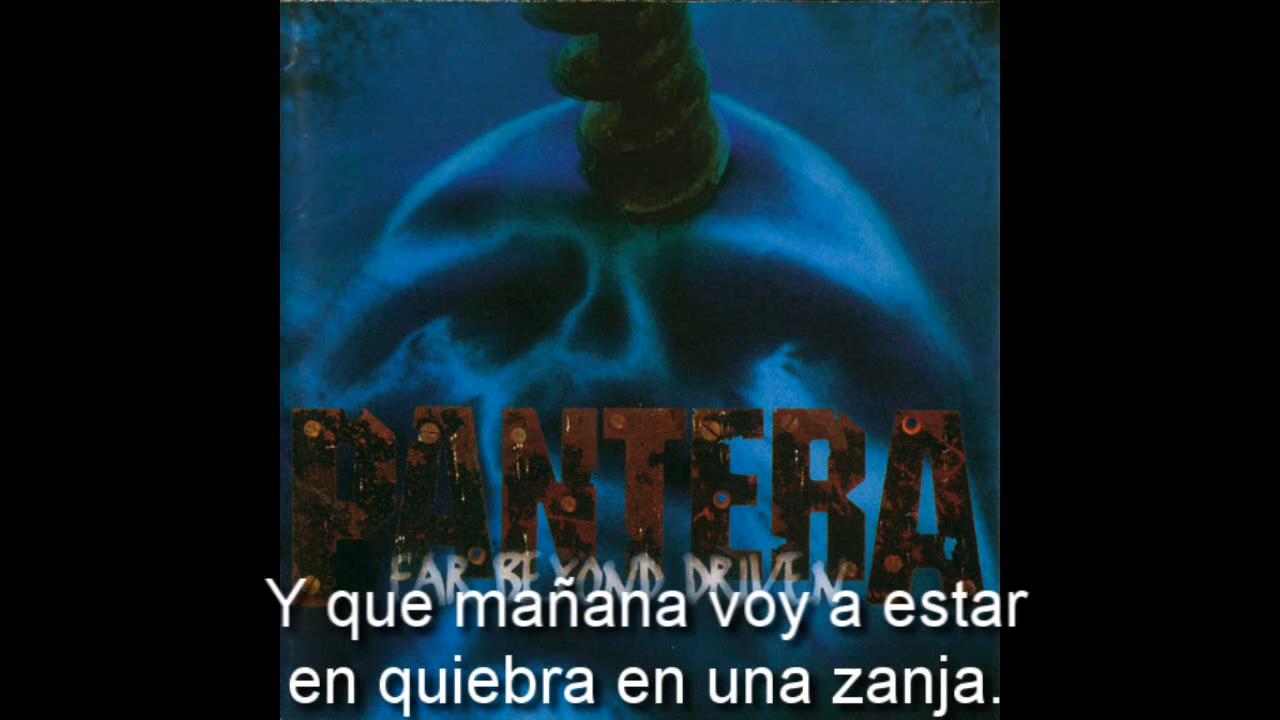 PANTERA
FAR BEYOND DRIVEN
Y que mañana voy a estar
en quiebra en una zanja.